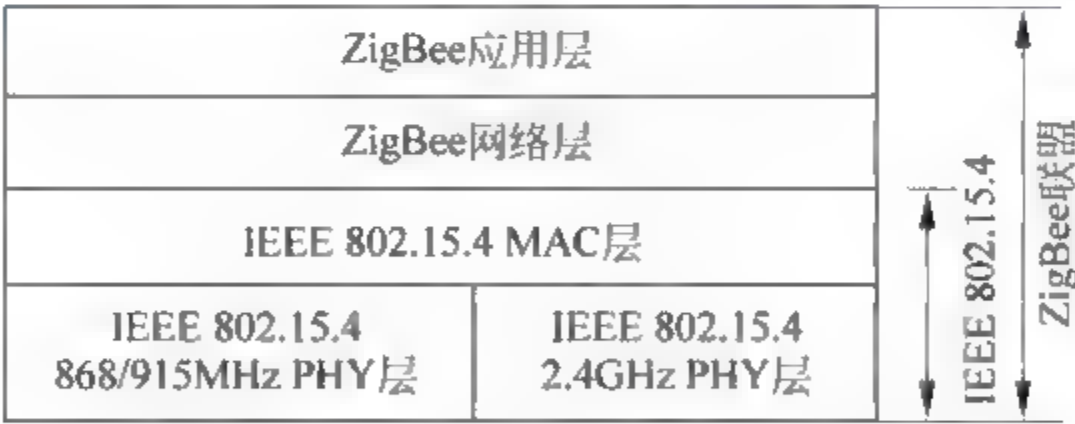 ZigBee应用层
ZigBee网络层
IEEE 802.15.4 MAC层
IEEE 802.15.4
868/915MHz PHY层
IEEE 802.15.4
2.4GHz PHY层
IEEE 802.15.4
ZigBee联盟